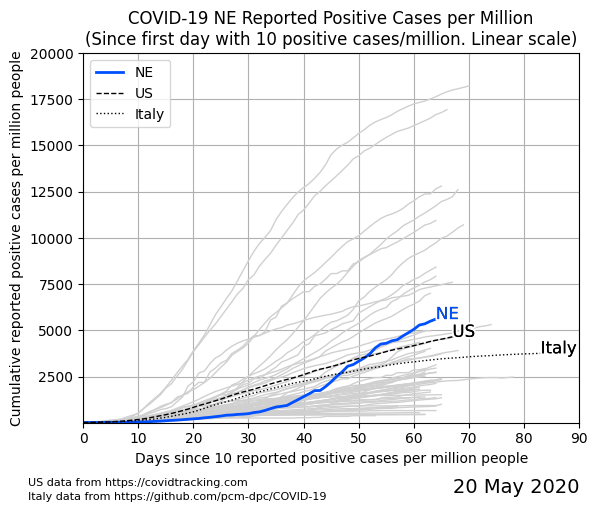 COVID-19 NE Reported Positive Cases per Million
(Since first day with 10 positive cases/million. Linear scale)
Cumulative reported positive cases per million people
20000
17500
15000
12500
10000
7500
5000
2500
NE
US
Italy
NE
US
Italy
0 10 20 30 40 50 60 70 80 90
Days since 10 reported positive cases per million people
US data from https://covidtracking.com
Italy data from https://github.com/pcm-dpc/COVID-19
20 May 2020